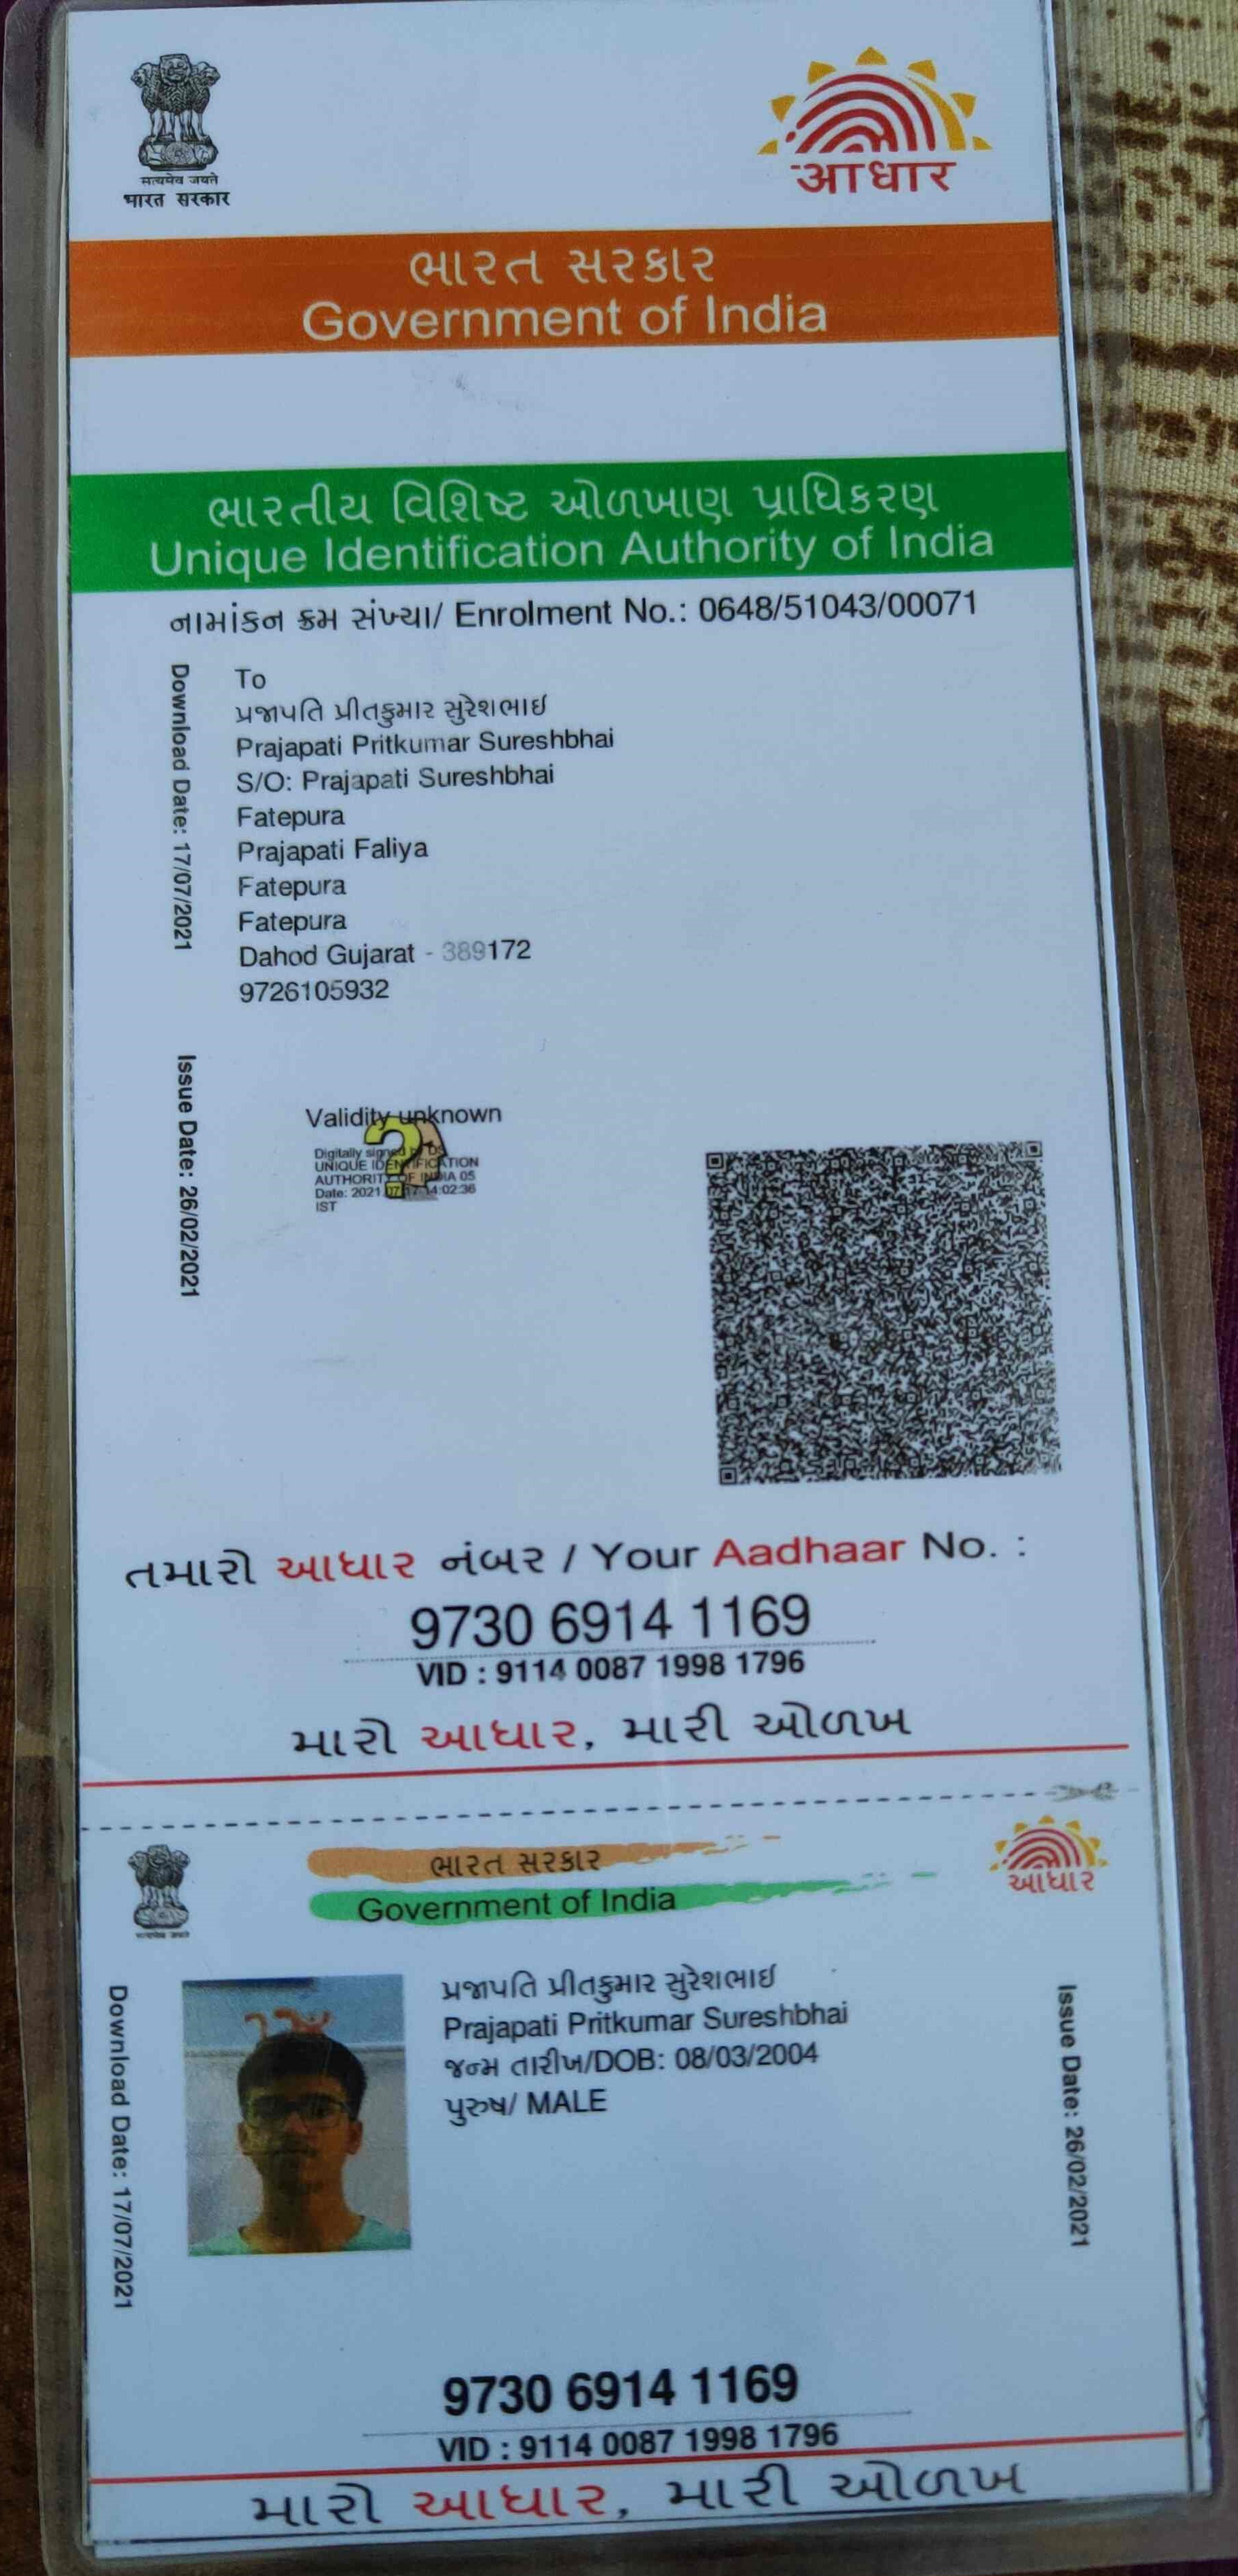 सत्यमेव जयते
भारत सरकार
आधार
ભારત સરકાર
Government of India
ભારતીય વિશિષ્ટ ઓળખાણ પ્રાધિકરણ
Unique Identification Authority of India
નામાંકન ક્રમ સંખ્યા/ Enrolment No.: 0648/51043/00071
Download Date: 17/07/2021
To
પ્રજાપતિ પ્રીતકુમાર સુરેશભાઈ
Prajapati Pritkumar Sureshbhai
S/O: Prajapati Sureshbhai
Fatepura
Prajapati Faliya
Fatepura
Fatepura
Dahod Gujarat - 389172
9726105932
Issue Date: 26/02/2021
Validity unknown
Digitally signed by DS
UNIQUE IDENTIFICATION
AUTHORITY OF INDIA 05
Date: 2021.07.17 14:02:36
IST
તમારો આધાર નંબર / Your Aadhaar No. :
9730 6914 1169
VID : 9114 0087 1998 1796
મારો આધાર, મારી ઓળખ
सत्यमेव जयते
ભારત સરકાર
Government of India
આધાર
Download Date: 17/07/2021
પ્રજાપતિ પ્રીતકુમાર સુરેશભાઈ
Prajapati Pritkumar Sureshbhai
જન્મ તારીખ/DOB: 08/03/2004
પુરુષ/ MALE
Issue Date: 26/02/2021
9730 6914 1169
VID : 9114 0087 1998 1796
મારો આધાર, મારી ઓળખ